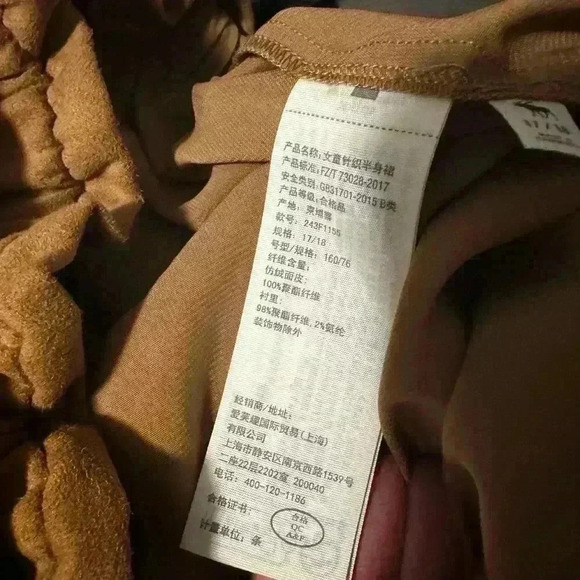 产品名称:女童针织半身裙
产品标准:FZ/T 73028-2017
安全类别:GB31701-2015 B类
产品等级:合格品
产地: 柬埔寨
款号: 243F1155
规格: 17/18
号型/规格: 160/76
纤维含量:
仿绒面皮:
100%聚酯纤维
衬里:
98%聚酯纤维,2%氨纶
装饰物除外
经销商/地址:
爱芙趣国际贸易(上海)
有限公司
上海市静安区南京西路1539号
二座22层2202室 200040
电话: 400-120-1186
合格证书:
合格
QC
A&F
计量单位:条
17/18